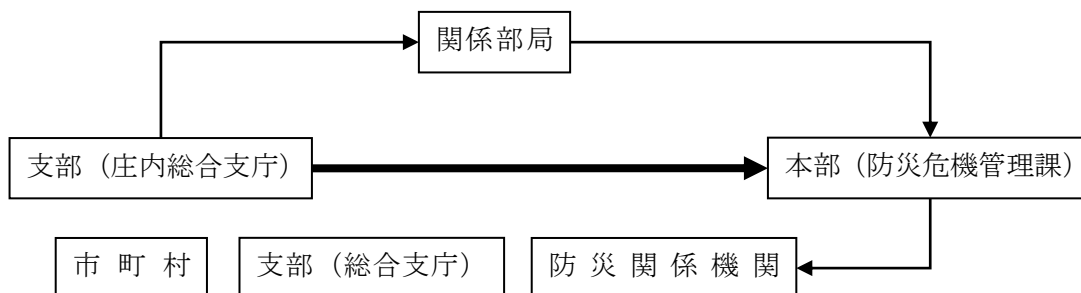 関係部局
支部（庄内総合支庁）
本部（防災危機管理課）
市 町 村
支部（総合支庁）
防 災 関 係 機 関